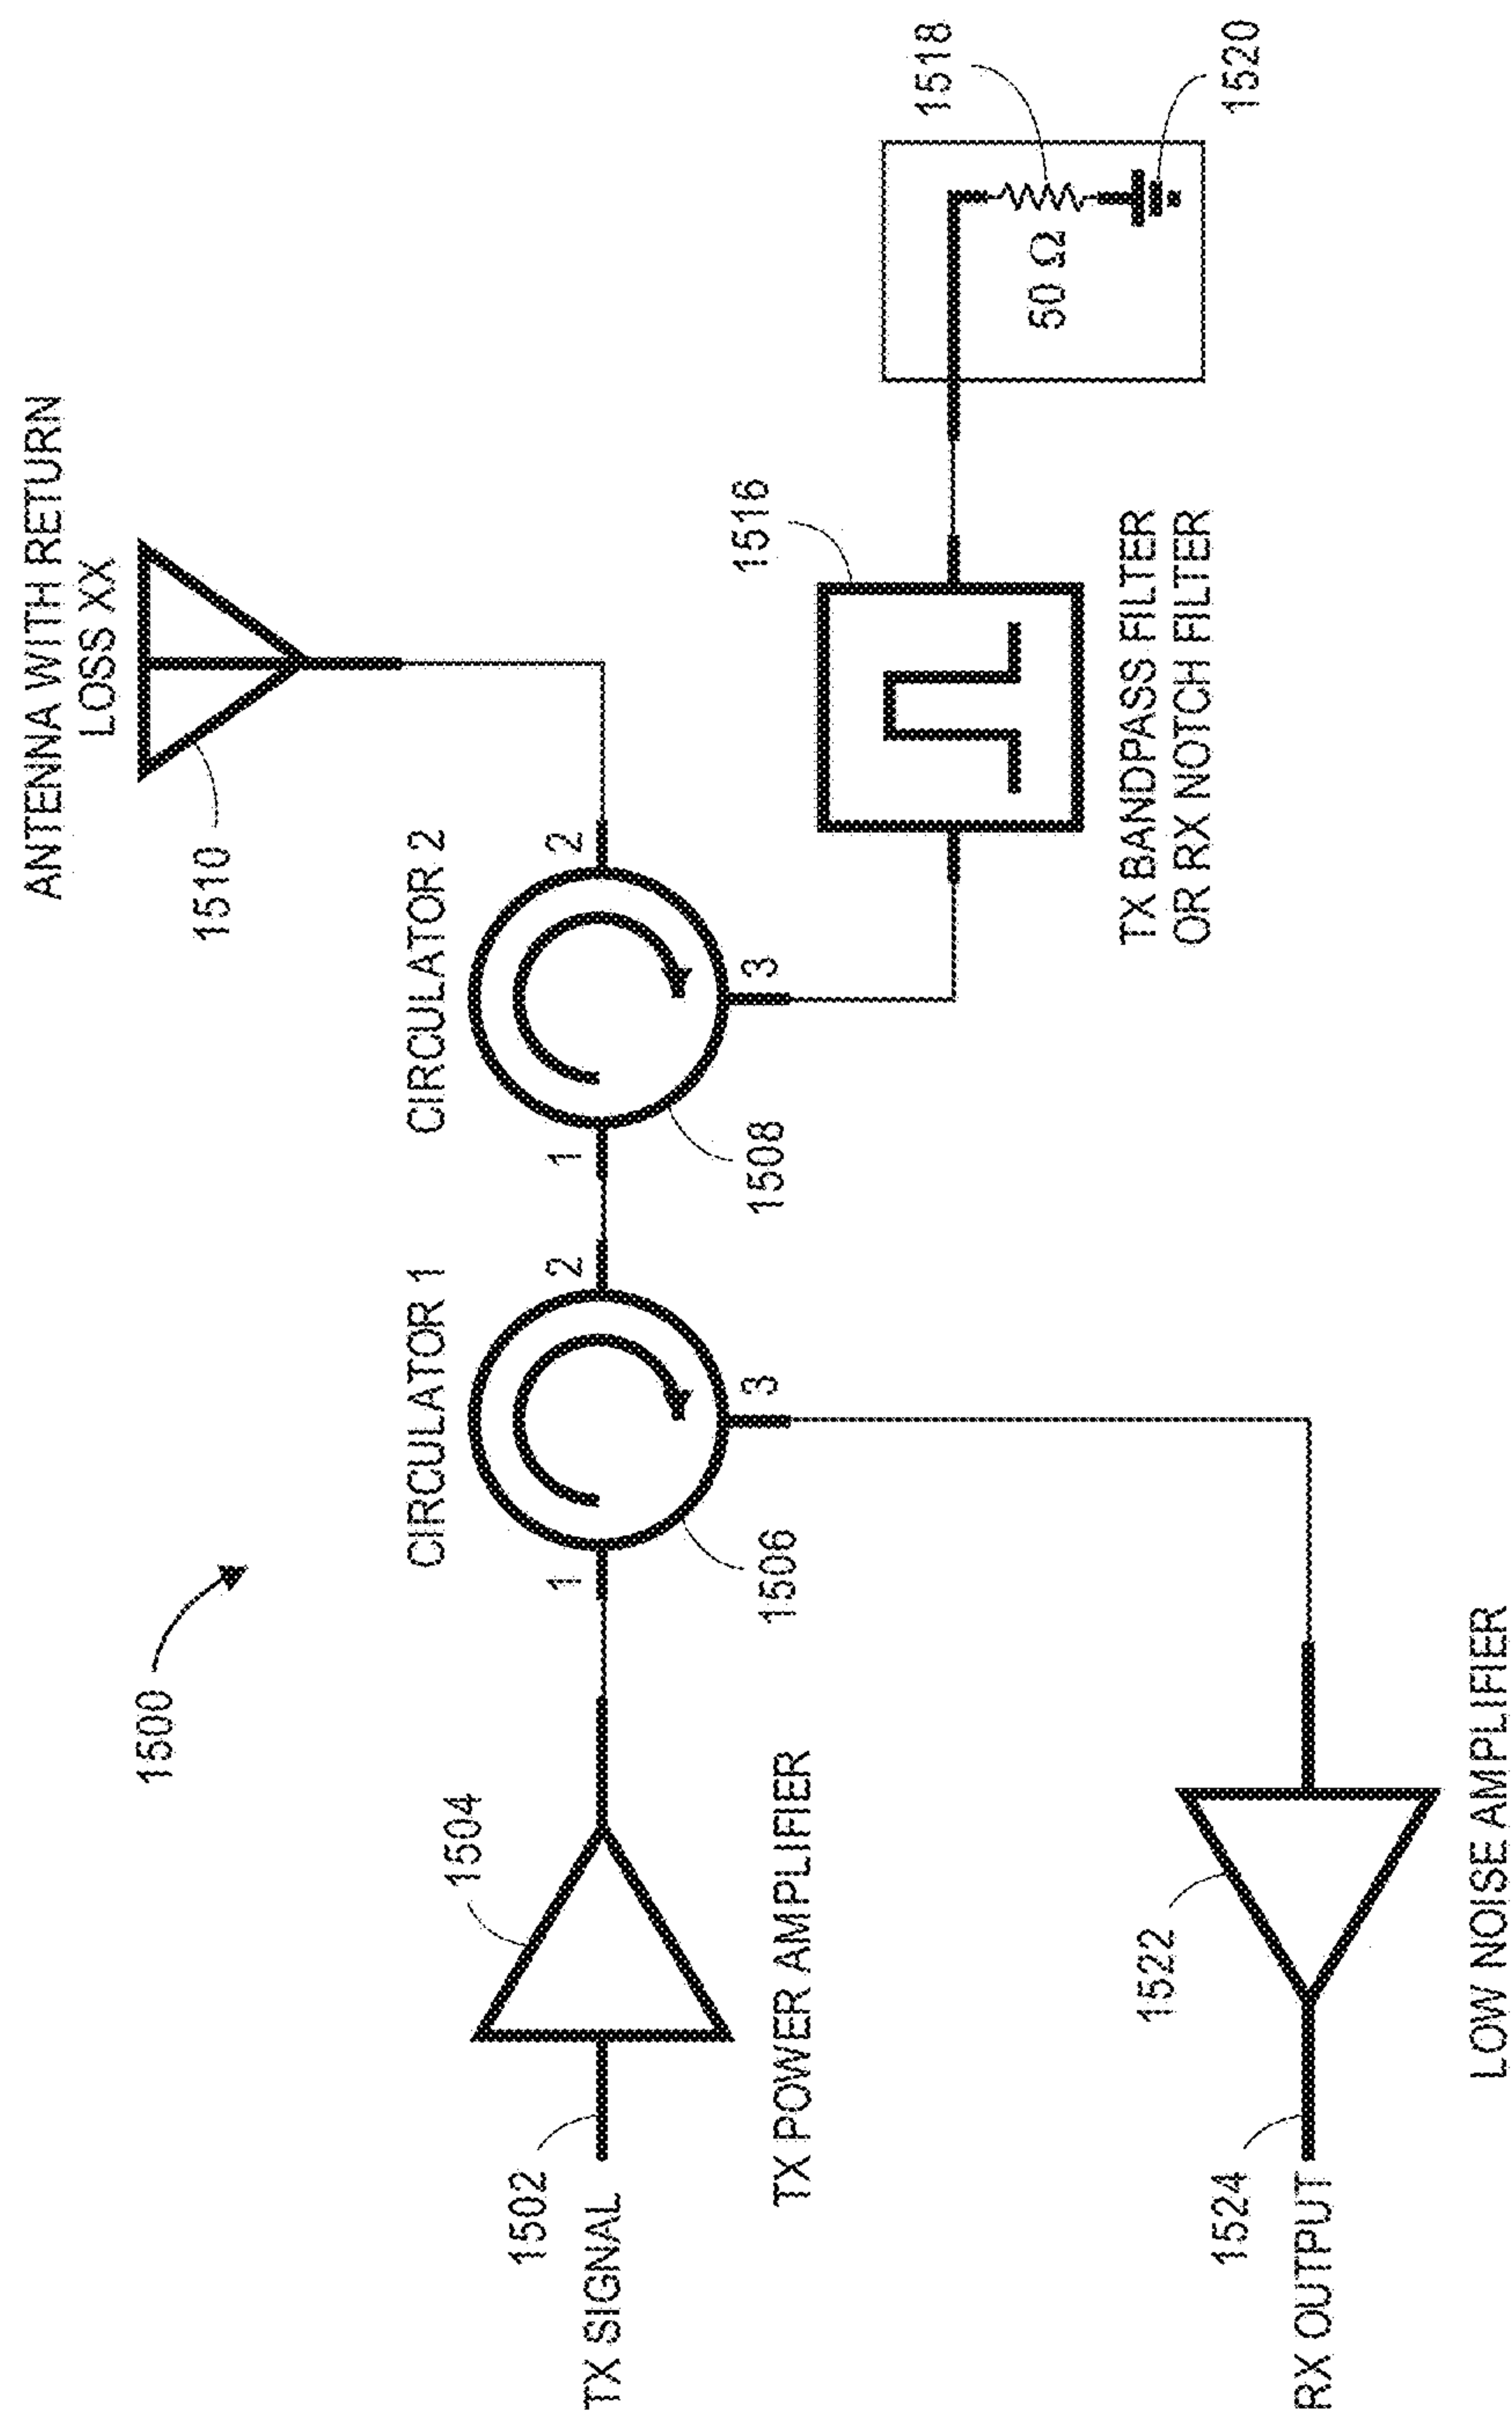 1500
ANTENNA WITH RETURN
LOSS XX
1510
CIRCULATOR 1
CIRCULATOR 2
1502
TX SIGNAL
1504
TX POWER AMPLIFIER
1
2
3
1506
1
2
3
1508
1516
TX BANDPASS FILTER
OR RX NOTCH FILTER
50 Ω
1518
1520
1522
LOW NOISE AMPLIFIER
1524
RX OUTPUT